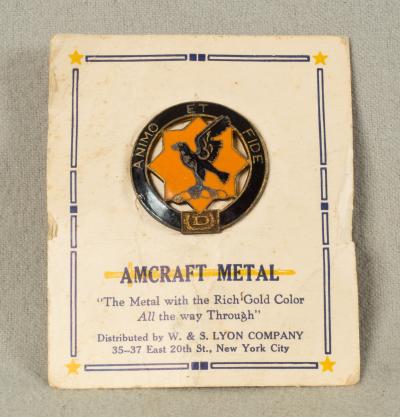 ANIMO ET FIDE
D
AMCRAFT METAL
"The Metal with the Rich Gold Color
All the way Through"
Distributed by W. & S. LYON COMPANY
35-37 East 20th St., New York City